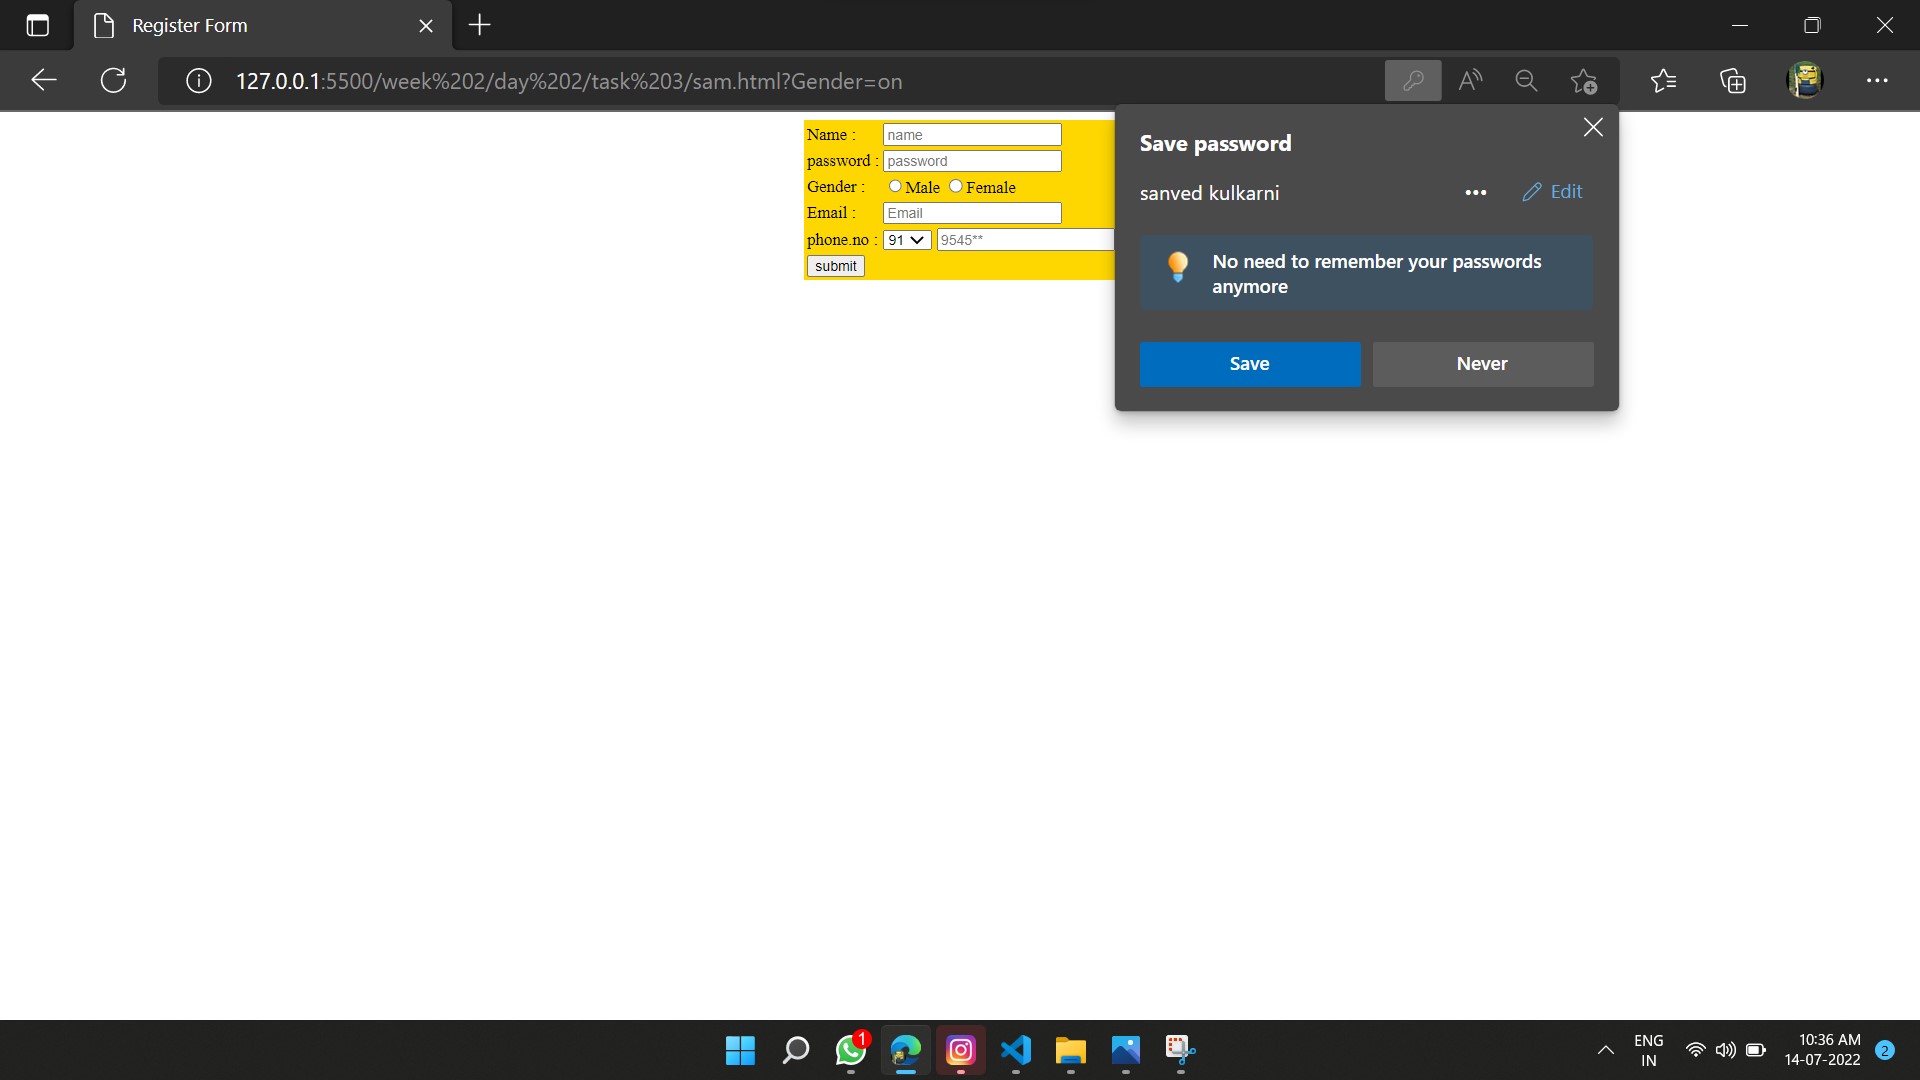 Register Form
127.0.0.1:5500/week%202/day%202/task%203/sam.html?Gender=on
Name : name
password : password
Gender : Male Female
Email : Email
phone.no : 91 9545**
submit
Save password
sanved kulkarni ••• Edit
No need to remember your passwords
anymore
Save Never
1
ENG
IN
10:36 AM
14-07-2022
2